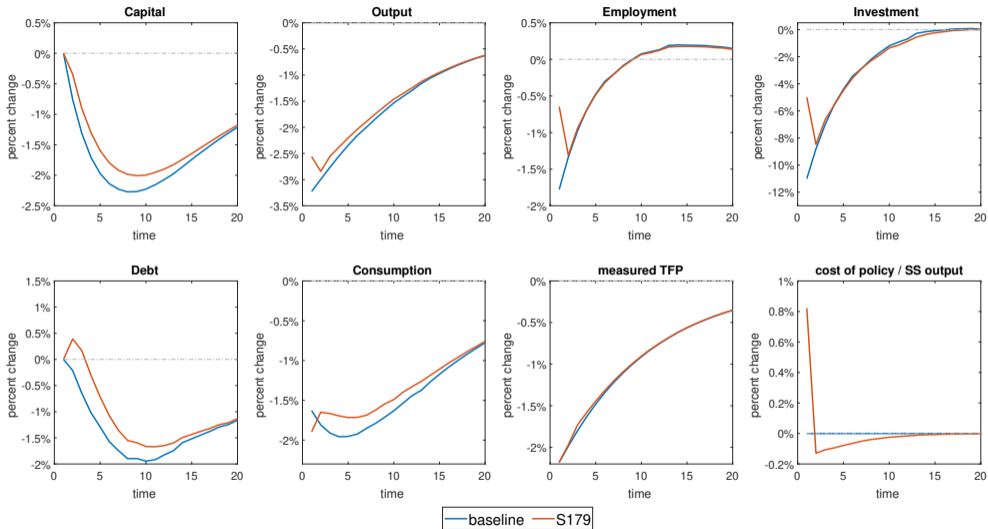 Capital
percent change
0.5%
0%
-0.5%
-1%
-1.5%
-2%
-2.5%
0 5 10 15 20
time
Output
percent change
0%
-0.5%
-1%
-1.5%
-2%
-2.5%
-3%
-3.5%
0 5 10 15 20
time
Employment
percent change
0.5%
0%
-0.5%
-1%
-1.5%
-2%
0 5 10 15 20
time
Investment
percent change
0%
-2%
-4%
-6%
-8%
-10%
-12%
0 5 10 15 20
time
Debt
percent change
1.5%
1%
0.5%
0%
-0.5%
-1%
-1.5%
-2%
0 5 10 15 20
time
Consumption
percent change
0%
-1%
-2%
0 5 10 15 20
time
measured TFP
percent change
0%
-0.5%
-1%
-1.5%
-2%
0 5 10 15 20
time
cost of policy / SS output
percent change
1%
0.8%
0.6%
0.4%
0.2%
0%
-0.2%
0 5 10 15 20
time
baseline S179